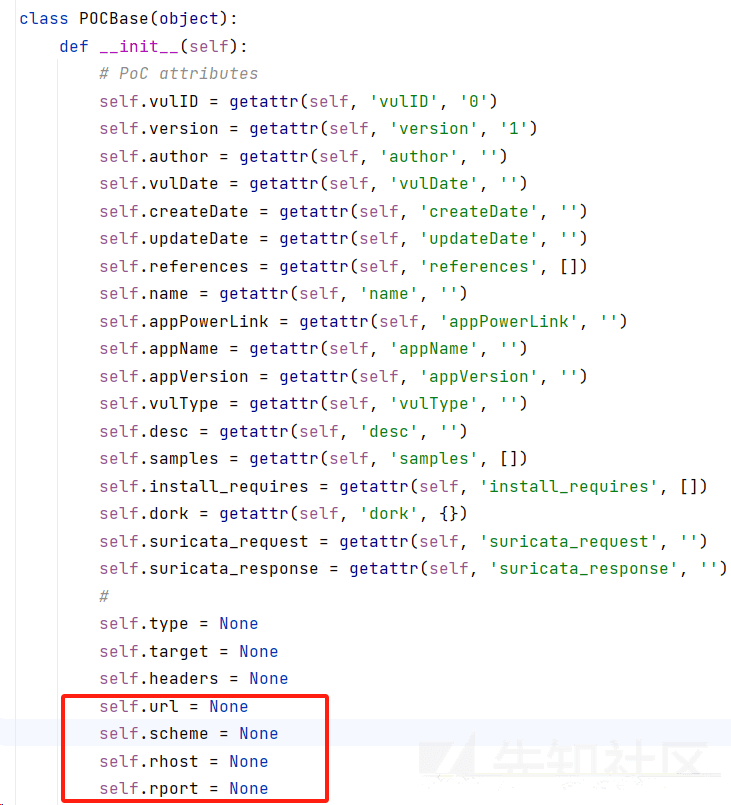 class POCBase(object):
    def __init__(self):
        # PoC attributes
        self.vulID = getattr(self, 'vulID', '0')
        self.version = getattr(self, 'version', '1')
        self.author = getattr(self, 'author', '')
        self.vulDate = getattr(self, 'vulDate', '')
        self.createDate = getattr(self, 'createDate', '')
        self.updateDate = getattr(self, 'updateDate', '')
        self.references = getattr(self, 'references', [])
        self.name = getattr(self, 'name', '')
        self.appPowerLink = getattr(self, 'appPowerLink', '')
        self.appName = getattr(self, 'appName', '')
        self.appVersion = getattr(self, 'appVersion', '')
        self.vulType = getattr(self, 'vulType', '')
        self.desc = getattr(self, 'desc', '')
        self.samples = getattr(self, 'samples', [])
        self.install_requires = getattr(self, 'install_requires', [])
        self.dork = getattr(self, 'dork', {})
        self.suricata_request = getattr(self, 'suricata_request', '')
        self.suricata_response = getattr(self, 'suricata_response', '')
        #
        self.type = None
        self.target = None
        self.headers = None
        self.url = None
        self.scheme = None
        self.rhost = None
        self.rport = None
先知社区